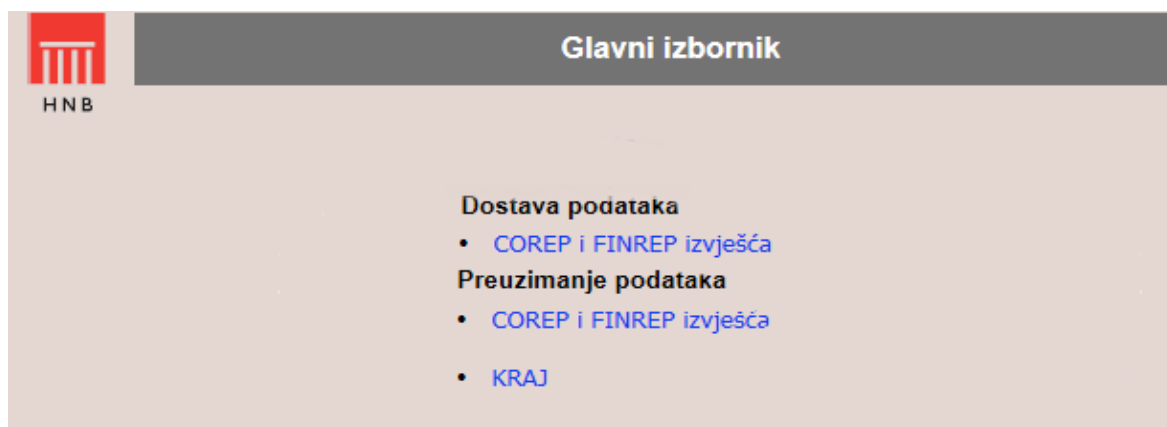 Glavni izbornik
HNB
Dostava podataka
• COREP i FINREP izvješća
Preuzimanje podataka
• COREP i FINREP izvješća
• KRAJ